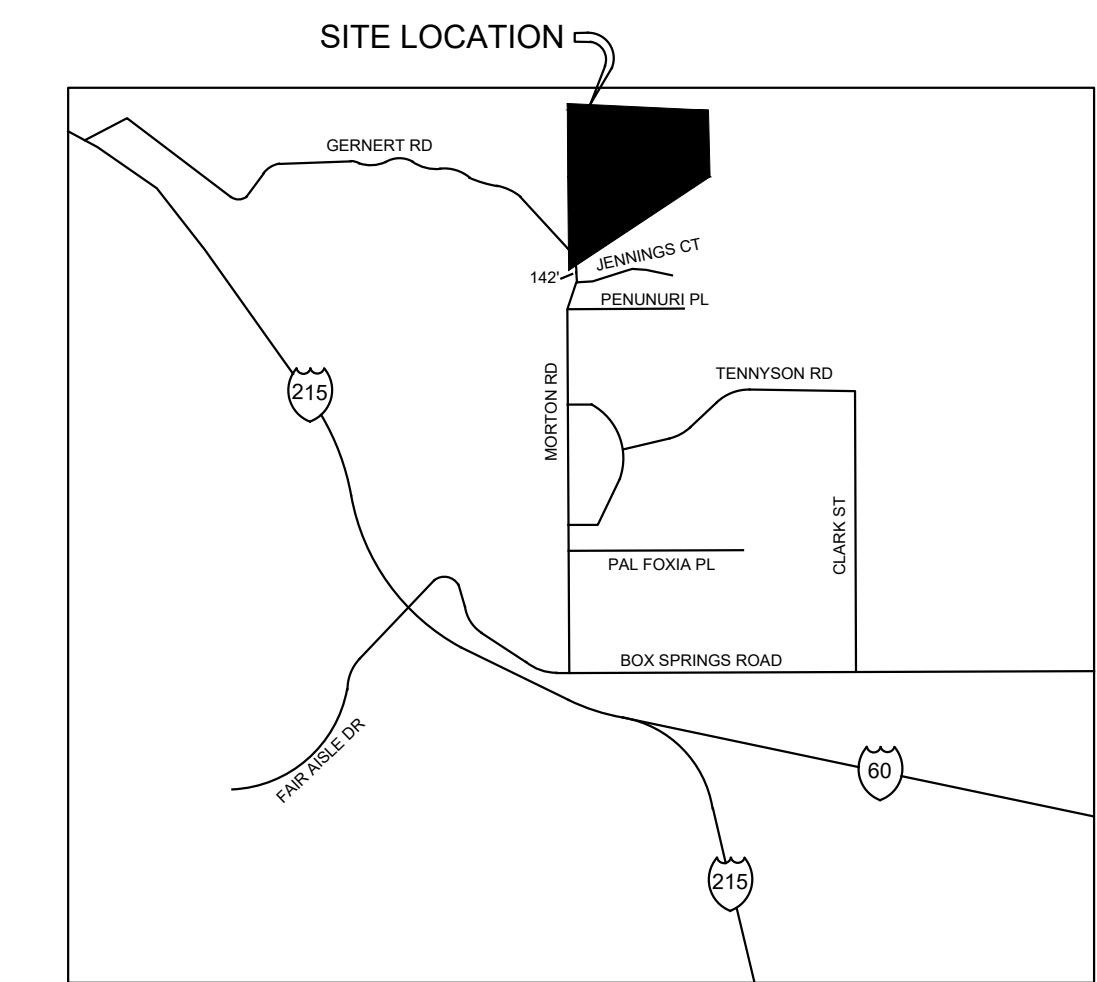 SITE LOCATION
GERNERT RD
JENNINGS CT
142'
PENUNURI PL
215
MORTON RD
TENNYSON RD
CLARK ST
PAL FOXIA PL
BOX SPRINGS ROAD
FAIR AISLE DR
60
215